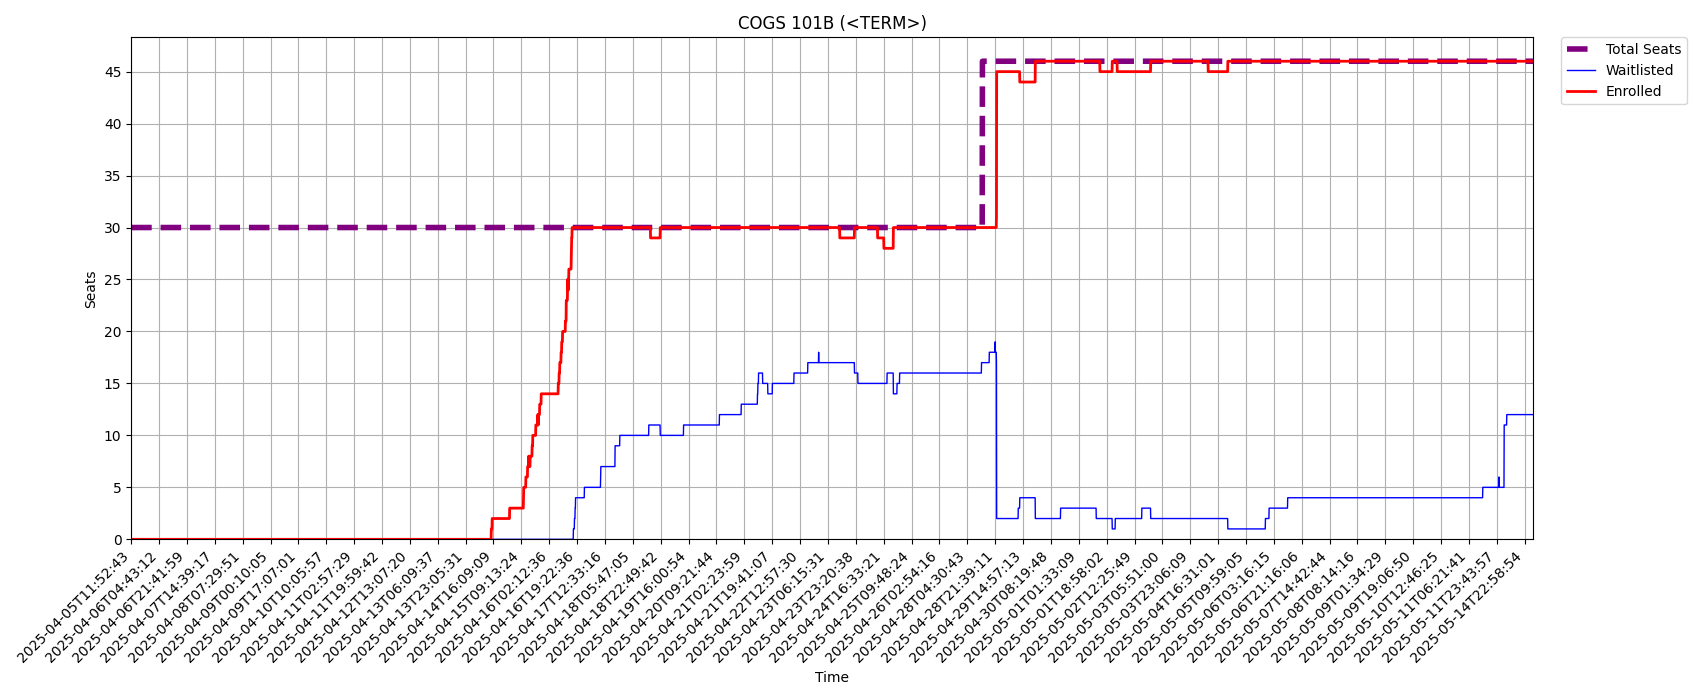 COGS 101B (<TERM>)
Total Seats
Waitlisted
Enrolled
45
40
35
30
25
20
15
10
5
0
Seats
2025-04-05T11:52:43
2025-04-06T04:43:12
2025-04-06T21:41:59
2025-04-07T14:39:17
2025-04-08T07:29:51
2025-04-09T00:10:05
2025-04-09T17:07:01
2025-04-10T10:05:57
2025-04-11T02:57:29
2025-04-11T19:59:42
2025-04-12T13:07:20
2025-04-13T06:09:37
2025-04-13T23:05:31
2025-04-14T16:09:09
2025-04-15T09:13:24
2025-04-16T02:12:36
2025-04-16T19:22:36
2025-04-17T12:33:16
2025-04-18T05:47:05
2025-04-18T22:49:42
2025-04-19T16:00:54
2025-04-20T09:21:44
2025-04-21T02:23:59
2025-04-21T19:41:07
2025-04-22T12:57:30
2025-04-23T06:15:31
2025-04-23T23:20:38
2025-04-24T16:33:21
2025-04-25T09:48:24
2025-04-26T02:54:16
2025-04-28T04:30:43
2025-04-28T21:39:11
2025-04-29T14:57:13
2025-04-30T08:19:48
2025-05-01T01:33:09
2025-05-01T18:58:02
2025-05-02T12:25:49
2025-05-03T05:51:00
2025-05-03T23:06:09
2025-05-04T16:31:01
2025-05-05T09:59:05
2025-05-06T03:16:15
2025-05-06T21:16:06
2025-05-07T14:42:44
2025-05-08T08:14:16
2025-05-09T01:34:29
2025-05-09T19:06:50
2025-05-10T12:46:25
2025-05-11T06:21:41
2025-05-11T23:43:57
2025-05-14T22:58:54
Time